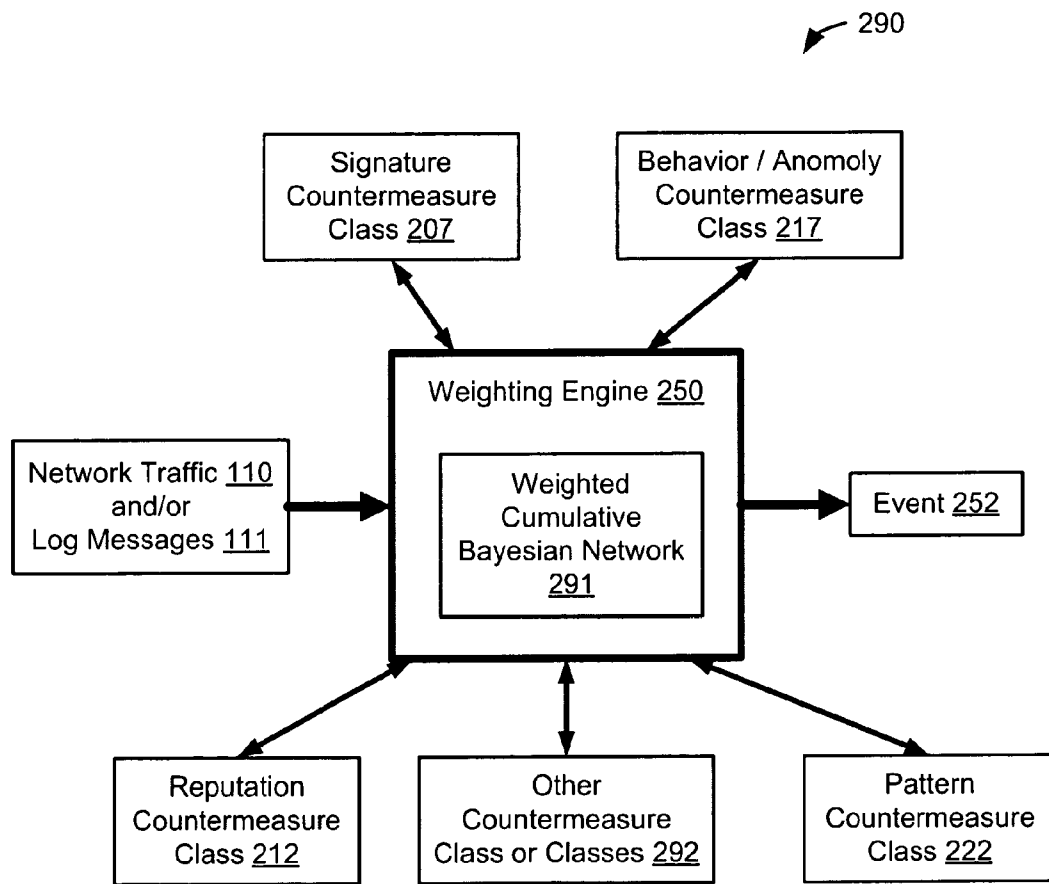 290
Signature
Countermeasure
Class 207
Behavior / Anomoly
Countermeasure
Class 217
Weighting Engine 250
Network Traffic 110
and/or
Log Messages 111
Weighted
Cumulative
Bayesian Network
291
Event 252
Reputation
Countermeasure
Class 212
Other
Countermeasure
Class or Classes 292
Pattern
Countermeasure
Class 222